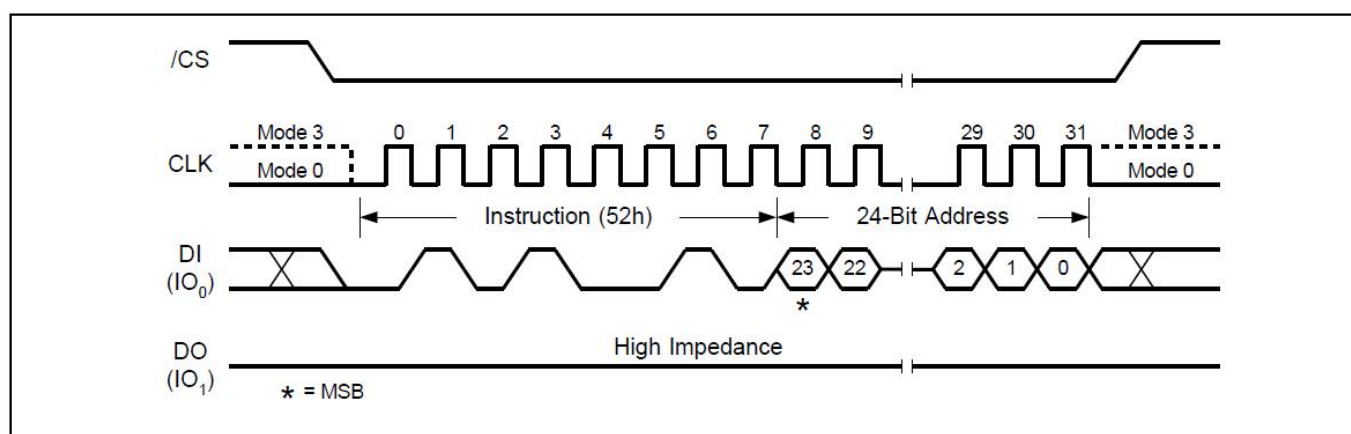 /CS
Mode 3 0 1 2 3 4 5 6 7 8 9 29 30 31 Mode 3
CLK
Mode 0 Mode 0
Instruction (52h) 24-Bit Address
DI
(IO₀)
23 22 2 1 0
*
DO
(IO₁)
High Impedance
* = MSB